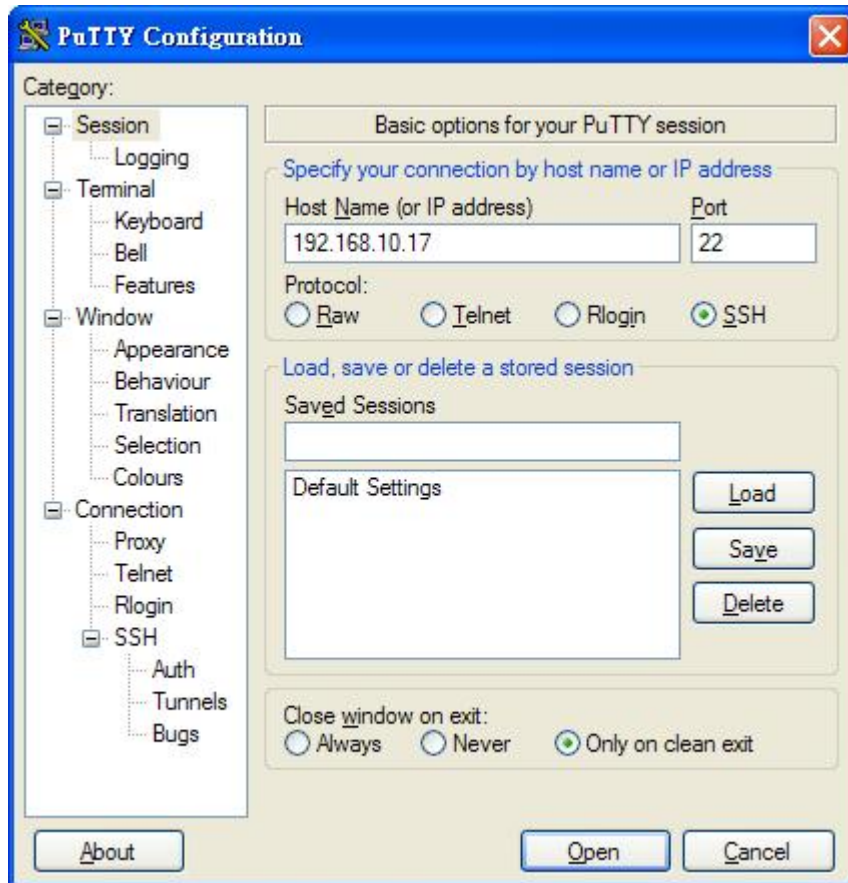 PuTTY Configuration
Category:
Session
Logging
Terminal
Keyboard
Bell
Features
Window
Appearance
Behaviour
Translation
Selection
Colours
Connection
Proxy
Telnet
Rlogin
SSH
Auth
Tunnels
Bugs
Basic options for your PuTTY session
Specify your connection by host name or IP address
Host Name (or IP address) Port
192.168.10.17 22
Protocol:
Raw Telnet Rlogin SSH
Load, save or delete a stored session
Saved Sessions
Default Settings
Load
Save
Delete
Close window on exit:
Always Never Only on clean exit
About Open Cancel